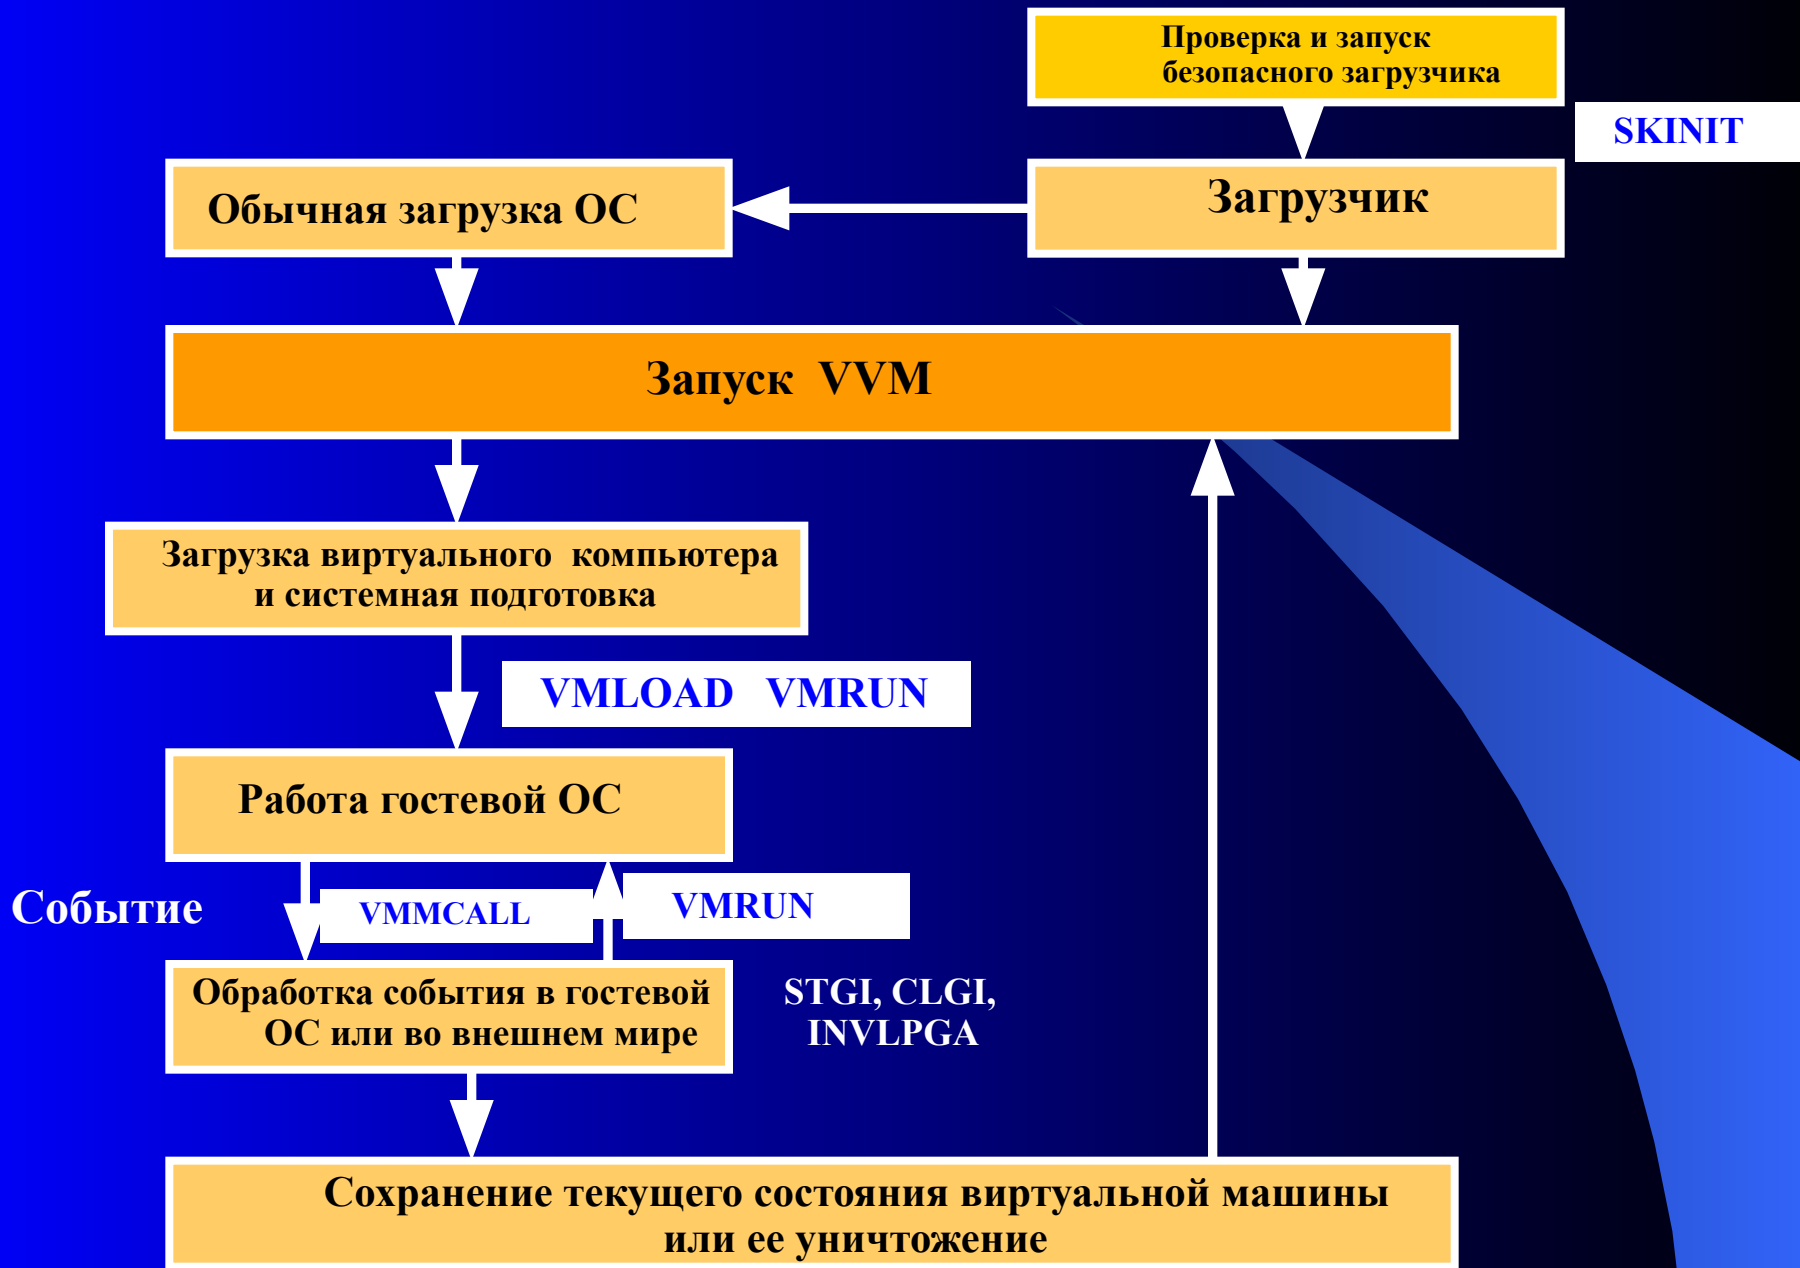 Проверка и запуск
безопасного загрузчика
SKINIT
Загрузчик
Обычная загрузка ОС
Запуск VVM
Загрузка виртуального компьютера
и системная подготовка
VMLOAD VMRUN
Работа гостевой ОС
Событие
VMMCALL
VMRUN
Обработка события в гостевой
ОС или во внешнем мире
STGI, CLGI,
INVLPGA
Сохранение текущего состояния виртуальной машины
или ее уничтожение